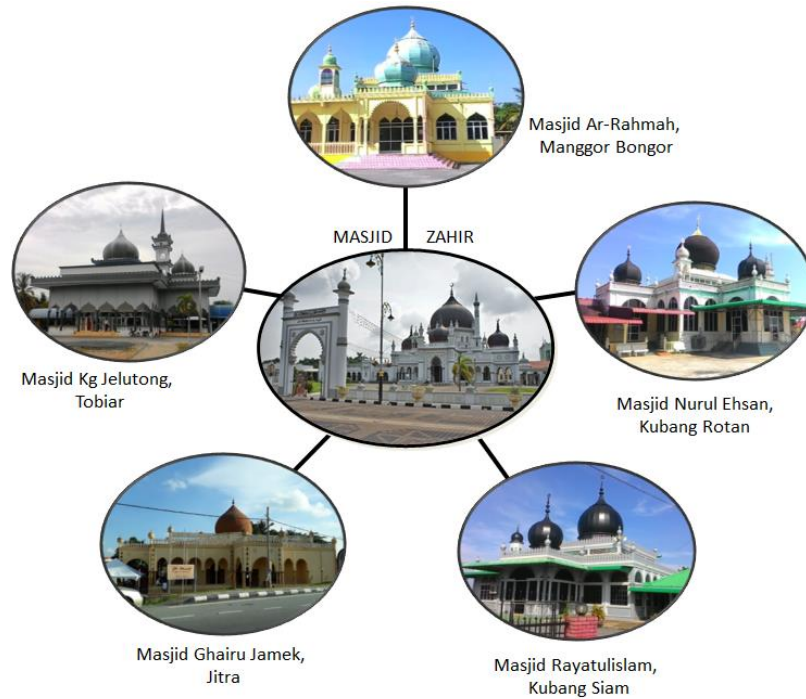 Masjid Ar-Rahmah,
Manggor Bongor
MASJID ZAHIR
Masjid Kg Jelutong,
Tobiar
Masjid Nurul Ehsan,
Kubang Rotan
Masjid Ghairu Jamek,
Jitra
Masjid Rayatulislam,
Kubang Siam